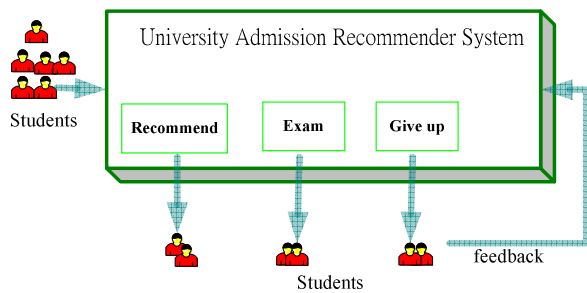 University Admission Recommender System
Students
Recommend
Exam
Give up
feedback
Students